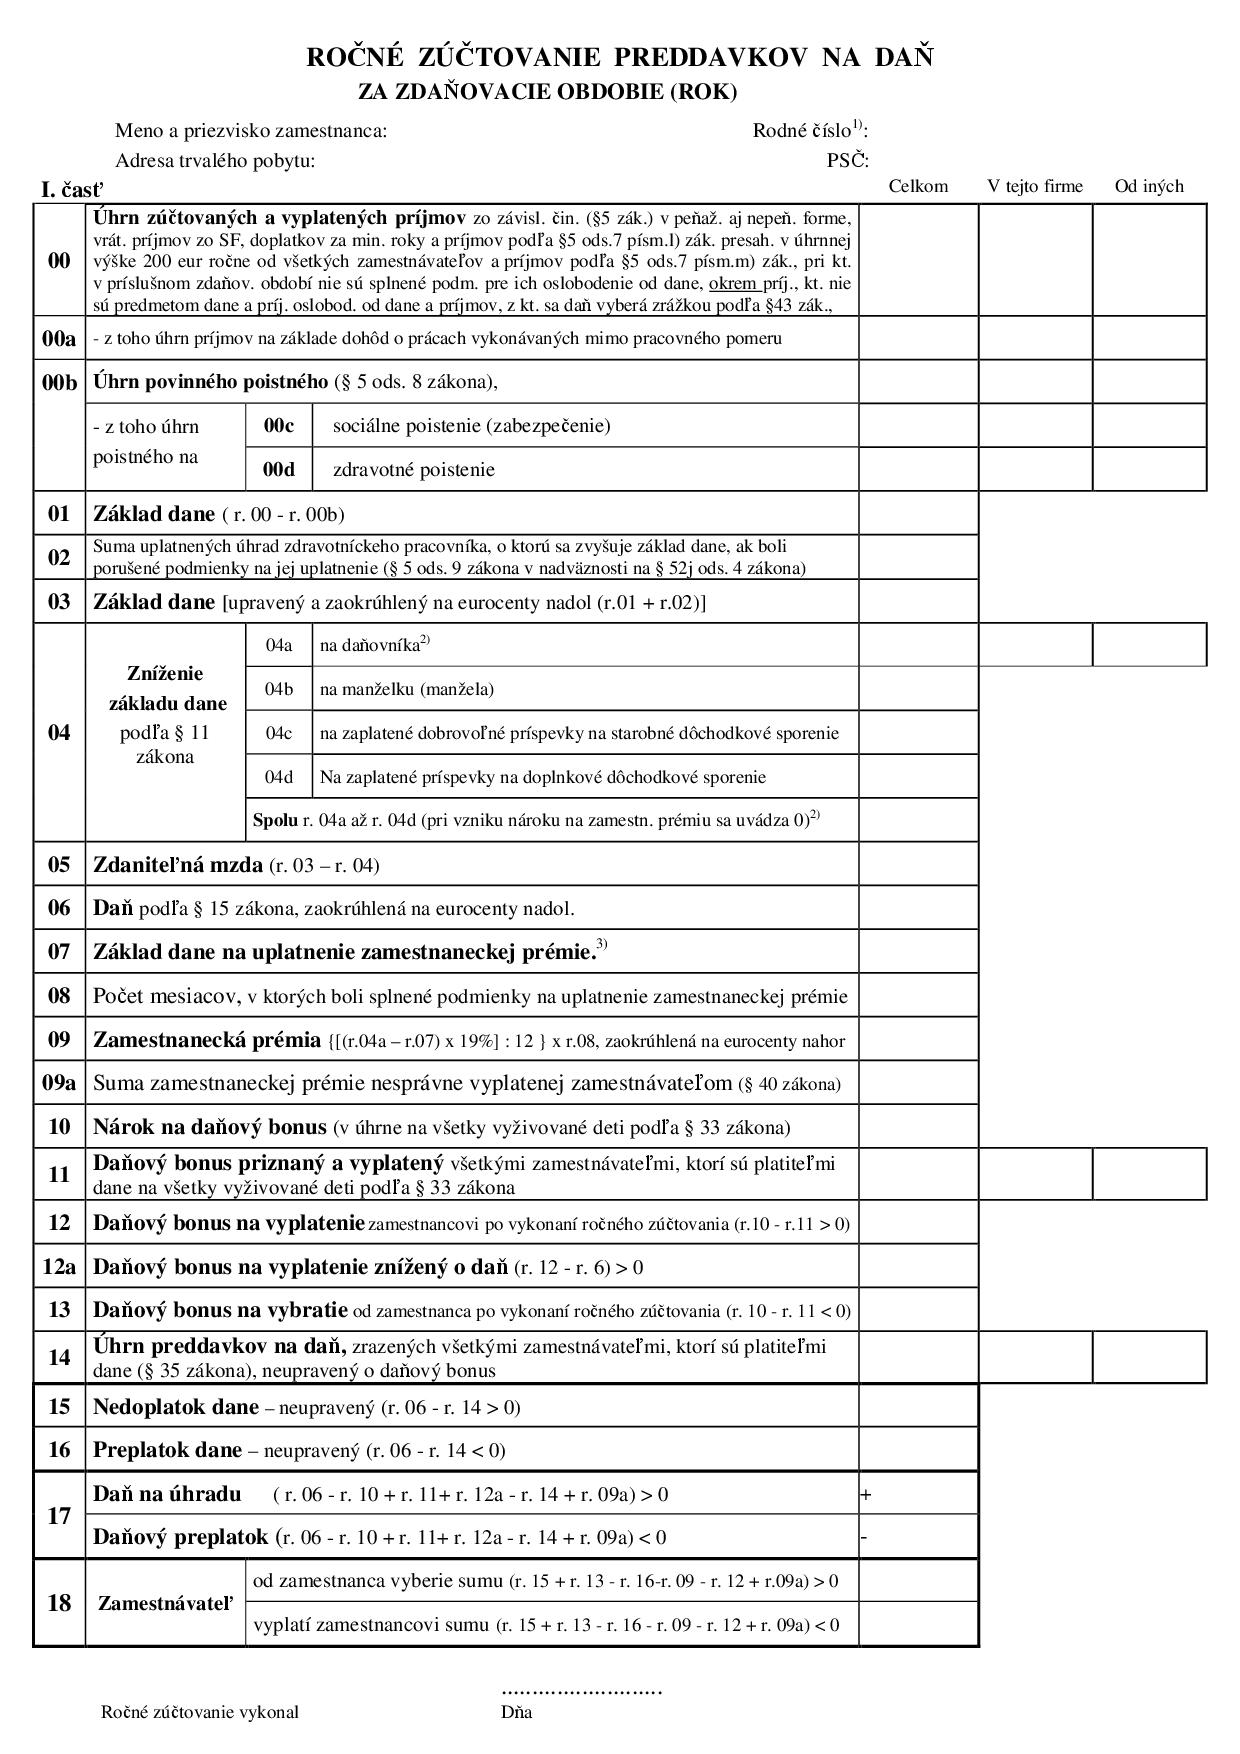 ROČNÉ ZÚČTOVANIE PREDDAVKOV NA DAŇ
ZA ZDAŇOVACIE OBDOBIE (ROK)
Meno a priezvisko zamestnanca: Rodné číslo1):
Adresa trvalého pobytu: PSČ:
I. časť Celkom V tejto firme Od iných
00 Úhrn zúčtovaných a vyplatených príjmov zo závisl. čin. (§5 zák.) v peňaž. aj nepeň. forme,
vrát. príjmov zo SF, doplatkov za min. roky a príjmov podľa §5 ods.7 písm.l) zák. presah. v úhrnnej
výške 200 eur ročne od všetkých zamestnávateľov a príjmov podľa §5 ods.7 písm.m) zák., pri kt.
v príslušnom zdaňov. období nie sú splnené podm. pre ich oslobodenie od dane, okrem príj., kt. nie
sú predmetom dane a príj. oslobod. od dane a príjmov, z kt. sa daň vyberá zrážkou podľa §43 zák.,
00a - z toho úhrn príjmov na základe dohôd o prácach vykonávaných mimo pracovného pomeru
00b Úhrn povinného poistného (§ 5 ods. 8 zákona),
- z toho úhrn
poistného na
00c sociálne poistenie (zabezpečenie)
00d zdravotné poistenie
01 Základ dane ( r. 00 - r. 00b)
02 Suma uplatnených úhrad zdravotníckeho pracovníka, o ktorú sa zvyšuje základ dane, ak boli
porušené podmienky na jej uplatnenie (§ 5 ods. 9 zákona v nadväznosti na § 52j ods. 4 zákona)
03 Základ dane [upravený a zaokrúhlený na eurocenty nadol (r.01 + r.02)]
04 Zníženie
základu dane
podľa § 11
zákona
04a na daňovníka2)
04b na manželku (manžela)
04c na zaplatené dobrovoľné príspevky na starobné dôchodkové sporenie
04d Na zaplatené príspevky na doplnkové dôchodkové sporenie
Spolu r. 04a až r. 04d (pri vzniku nároku na zamestn. prémiu sa uvádza 0)2)
05 Zdaniteľná mzda (r. 03 – r. 04)
06 Daň podľa § 15 zákona, zaokrúhlená na eurocenty nadol.
07 Základ dane na uplatnenie zamestnaneckej prémie.3)
08 Počet mesiacov, v ktorých boli splnené podmienky na uplatnenie zamestnaneckej prémie
09 Zamestnanecká prémia {[(r.04a – r.07) x 19%] : 12 } x r.08, zaokrúhlená na eurocenty nahor
09a Suma zamestnaneckej prémie nesprávne vyplatenej zamestnávateľom (§ 40 zákona)
10 Nárok na daňový bonus (v úhrne na všetky vyživované deti podľa § 33 zákona)
11 Daňový bonus priznaný a vyplatený všetkými zamestnávateľmi, ktorí sú platiteľmi
dane na všetky vyživované deti podľa § 33 zákona
12 Daňový bonus na vyplatenie zamestnancovi po vykonaní ročného zúčtovania (r.10 - r.11 > 0)
12a Daňový bonus na vyplatenie znížený o daň (r. 12 - r. 6) > 0
13 Daňový bonus na vybratie od zamestnanca po vykonaní ročného zúčtovania (r. 10 - r. 11 < 0)
14 Úhrn preddavkov na daň, zrazených všetkými zamestnávateľmi, ktorí sú platiteľmi
dane (§ 35 zákona), neupravený o daňový bonus
15 Nedoplatok dane – neupravený (r. 06 - r. 14 > 0)
16 Preplatok dane – neupravený (r. 06 - r. 14 < 0)
17 Daň na úhradu ( r. 06 - r. 10 + r. 11+ r. 12a - r. 14 + r. 09a) > 0 +
Daňový preplatok (r. 06 - r. 10 + r. 11+ r. 12a - r. 14 + r. 09a) < 0 -
18 Zamestnávateľ
od zamestnanca vyberie sumu (r. 15 + r. 13 - r. 16-r. 09 - r. 12 + r.09a) > 0
vyplatí zamestnancovi sumu (r. 15 + r. 13 - r. 16 - r. 09 - r. 12 + r. 09a) < 0
..........................
Ročné zúčtovanie vykonal Dňa